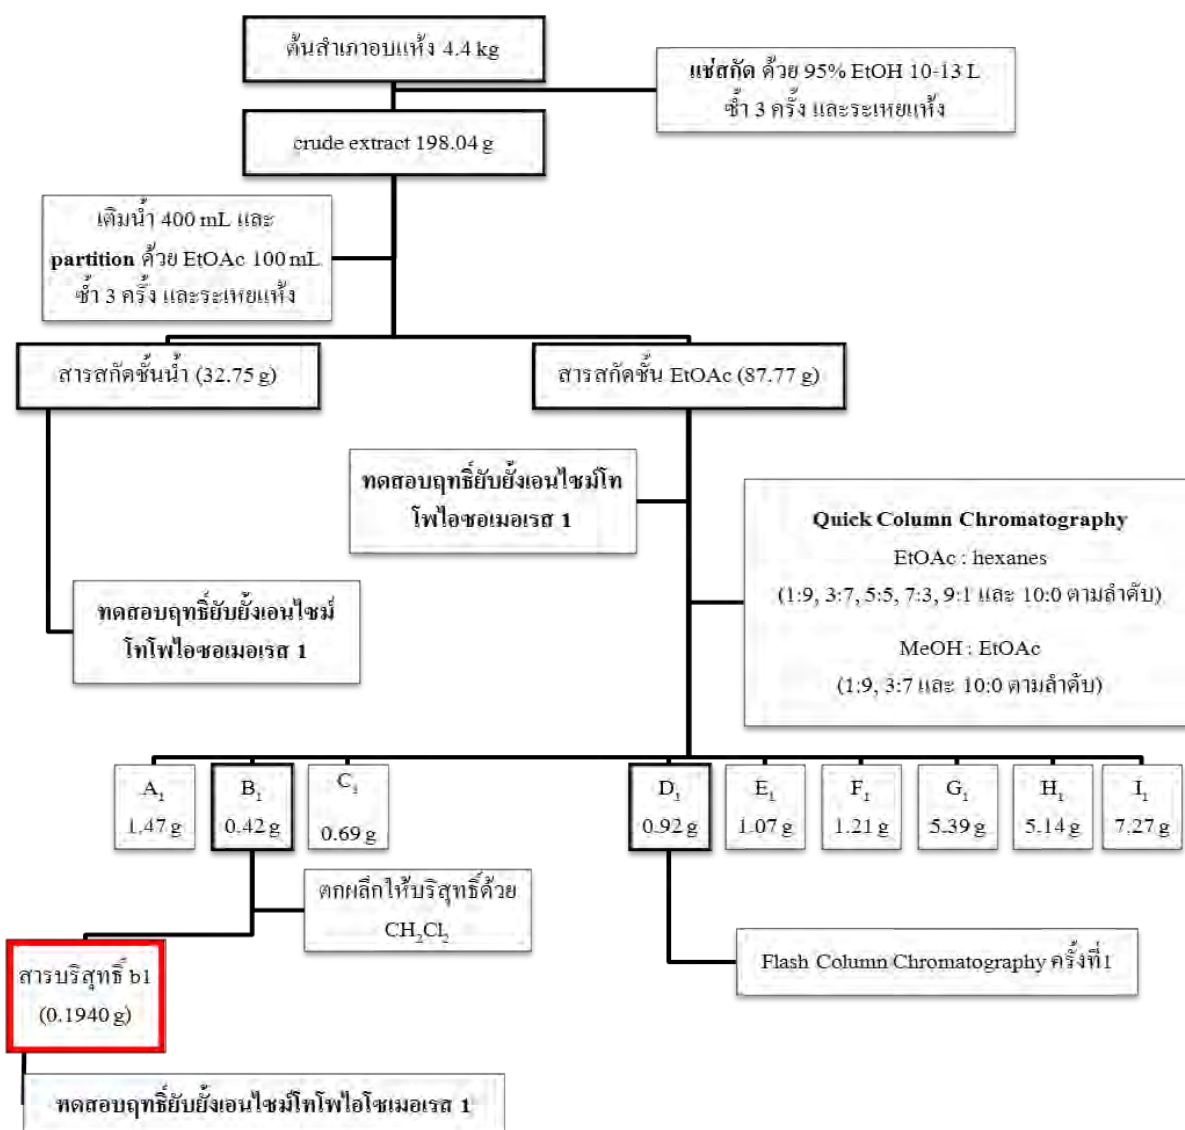 ต้นสำเภาอบแห้ง 4.4 kg
แช่สกัด ด้วย 95% EtOH 10-13 L
ซ้ำ 3 ครั้ง และระเหยแห้ง
crude extract 198.04 g
เติมน้ำ 400 mL และ
partition ด้วย EtOAc 100 mL
ซ้ำ 3 ครั้ง และระเหยแห้ง
สารสกัดชั้นน้ำ (32.75 g)
สารสกัดชั้น EtOAc (87.77 g)
ทดสอบฤทธิ์ยับยั้งเอนไซม์โท
โพไอซอเมอเรส 1
Quick Column Chromatography
EtOAc : hexanes
(1:9, 3:7, 5:5, 7:3, 9:1 และ 10:0 ตามลำดับ)
MeOH : EtOAc
(1:9, 3:7 และ 10:0 ตามลำดับ)
ทดสอบฤทธิ์ยับยั้งเอนไซม์
โทโพไอซอเมอเรส 1
A₁
1.47 g
B₁
0.42 g
C₁
0.69 g
D₁
0.92 g
E₁
1.07 g
F₁
1.21 g
G₁
5.39 g
H₁
5.14 g
I₁
7.27 g
ตกผลึกให้บริสุทธิ์ด้วย
CH₂Cl₂
สารบริสุทธิ์ b1
(0.1940 g)
Flash Column Chromatography ครั้งที่1
ทดสอบฤทธิ์ยับยั้งเอนไซม์โทโพไอโซเมอเรส 1